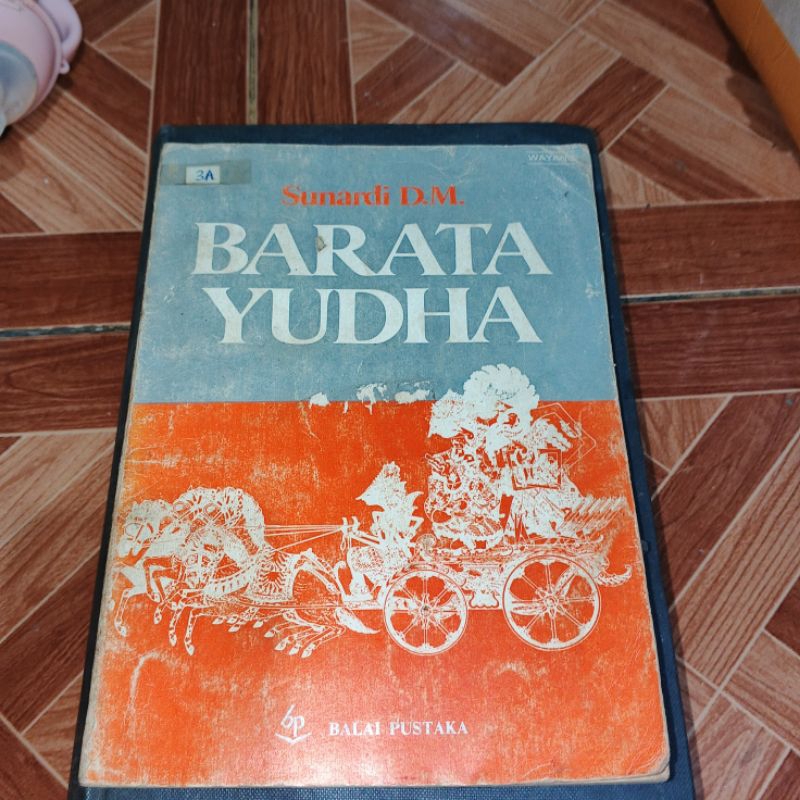 WAYANG
3A
Sunardi D.M.
BARATA
YUDHA
bp
BALAI PUSTAKA